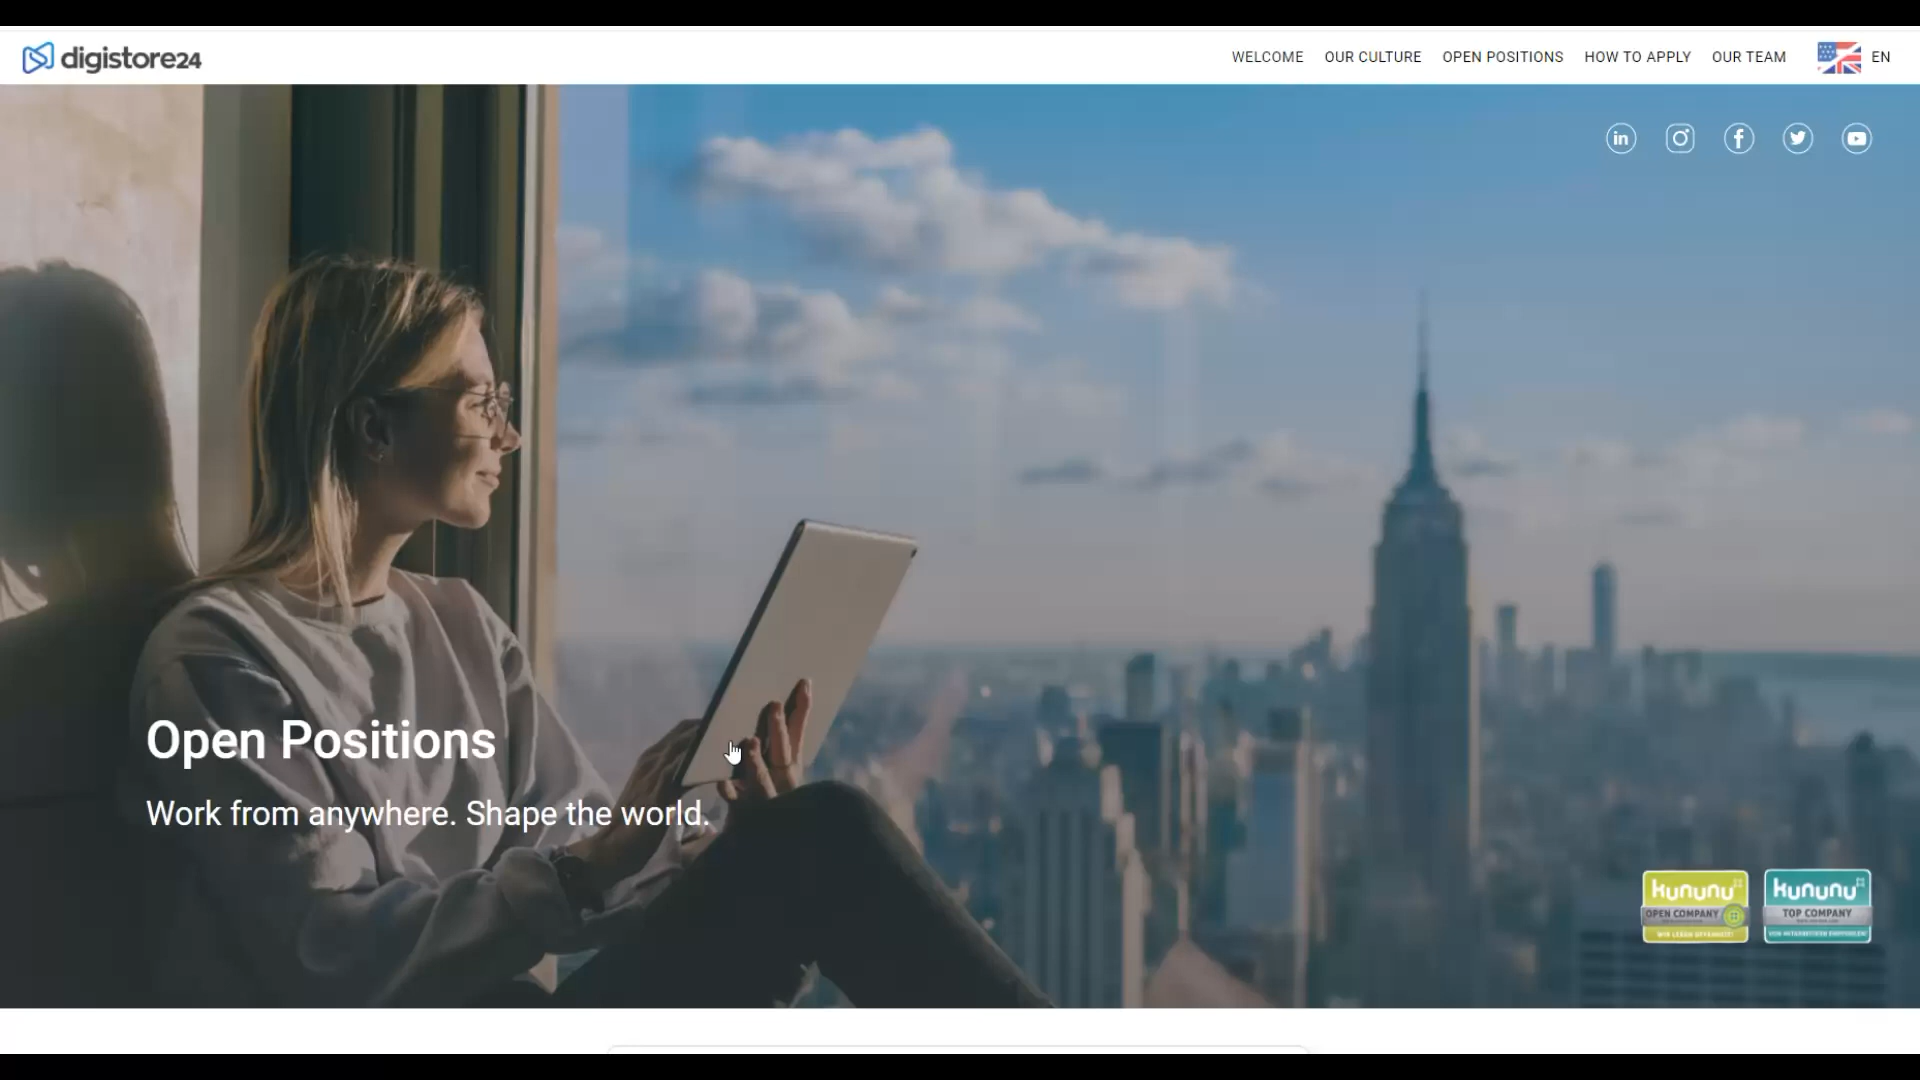 digistore24
WELCOME OUR CULTURE OPEN POSITIONS HOW TO APPLY OUR TEAM EN
in
Open Positions
Work from anywhere. Shape the world.
kununu kununu
OPEN COMPANY TOP COMPANY